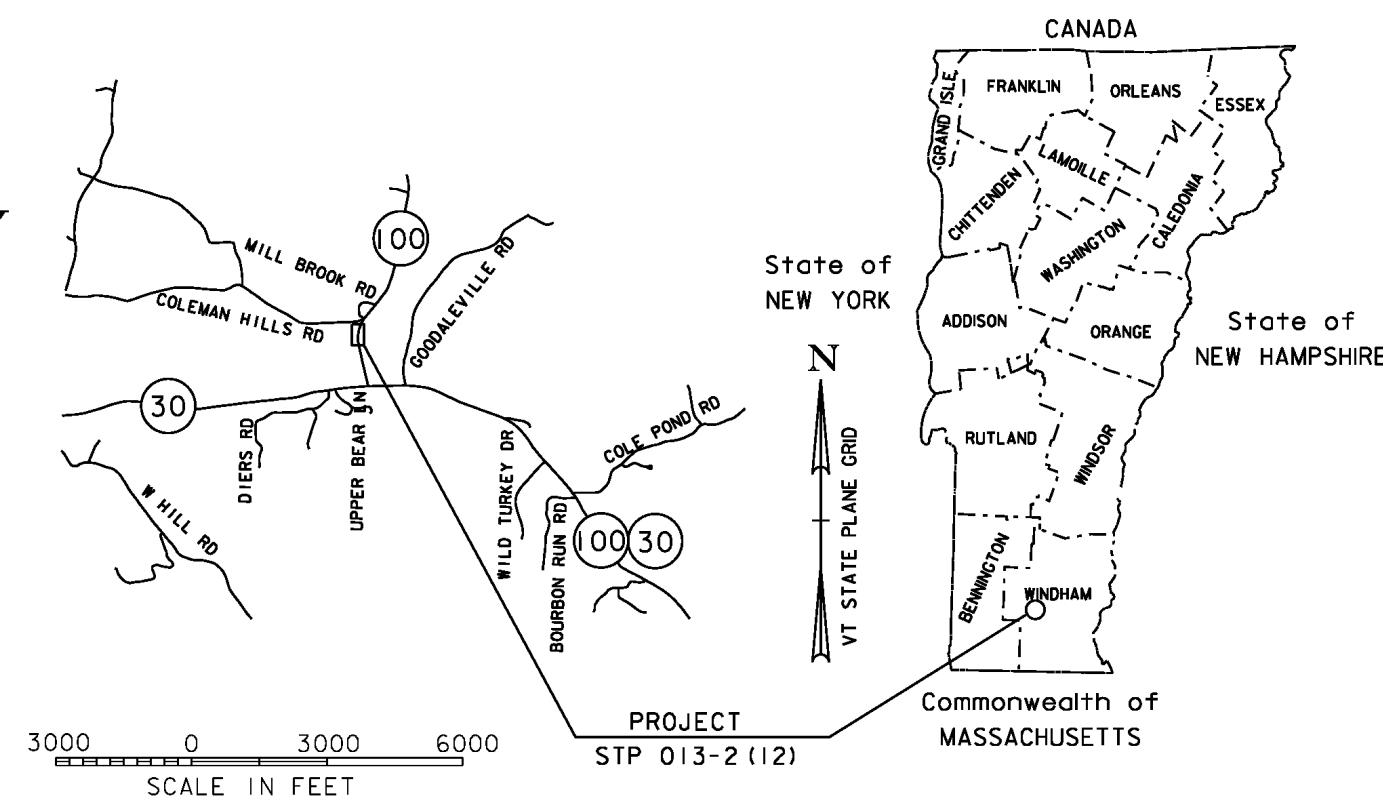 CANADA
GRAND ISLE
FRANKLIN
ORLEANS
ESSEX
LAMOILLE
CHITTENDEN
CALEDONIA
WASHINGTON
State of
NEW YORK
ADDISON
ORANGE
State of
NEW HAMPSHIRE
RUTLAND
WINDSOR
BENNINGTON
WINDHAM
Commonwealth of
MASSACHUSETTS
N
VT STATE PLANE GRID
100
MILL BROOK RD
GOODALEVILLE RD
COLEMAN HILLS RD
30
DIERS RD
UPPER BEAR LN
COLE POND RD
WILD TURKEY DR
BOURBON RUN RD
100 30
W HILL RD
PROJECT
STP 013-2 (12)
3000 0 3000 6000
SCALE IN FEET